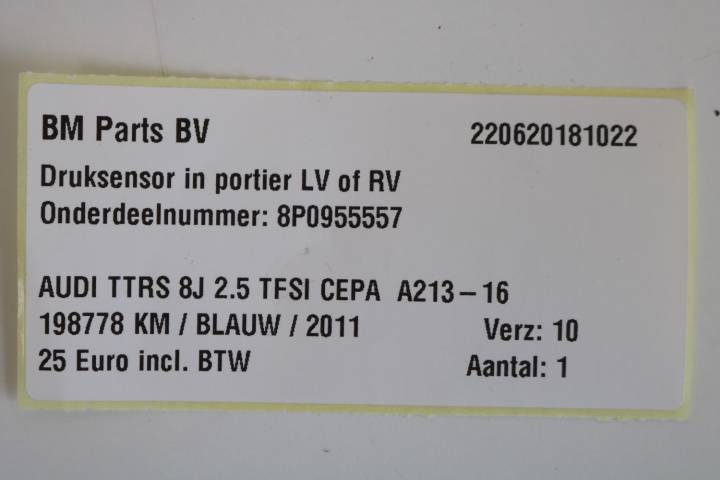 BM Parts BV 220620181022
Druksensor in portier LV of RV
Onderdeelnummer: 8P0955557
AUDI TTRS 8J 2.5 TFSI CEPA A213-16
198778 KM / BLAUW / 2011 Verz: 10
25 Euro incl. BTW Aantal: 1